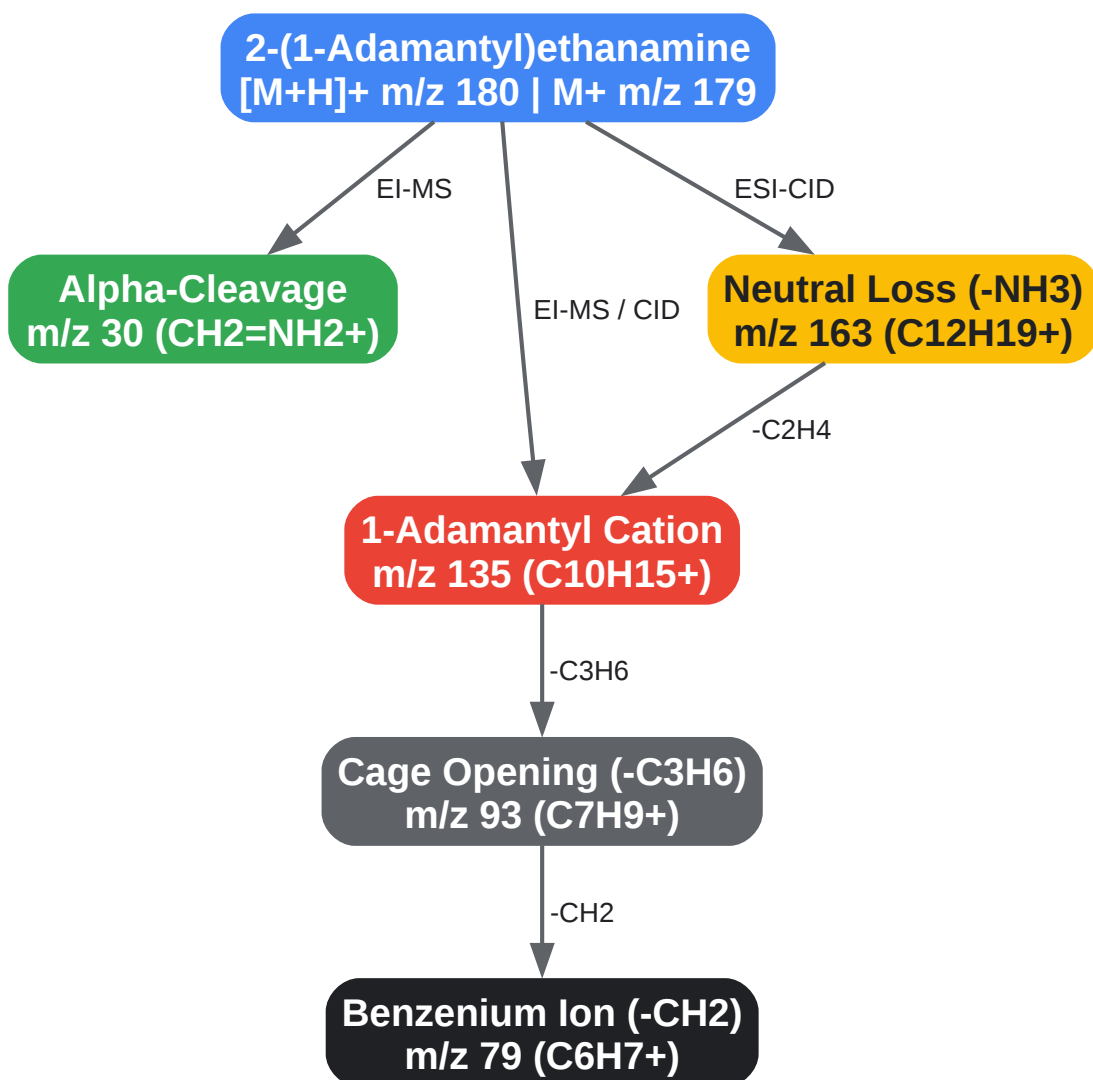 2-(1-Adamantyl)ethanamine
[M+H]+ m/z 180 | M+ m/z 179
EI-MS
ESI-CID
Alpha-Cleavage
m/z 30 (CH2=NH2+)
EI-MS / CID
Neutral Loss (-NH3)
m/z 163 (C12H19+)
-C2H4
1-Adamantyl Cation
m/z 135 (C10H15+)
-C3H6
Cage Opening (-C3H6)
m/z 93 (C7H9+)
-CH2
Benzenium Ion (-CH2)
m/z 79 (C6H7+)